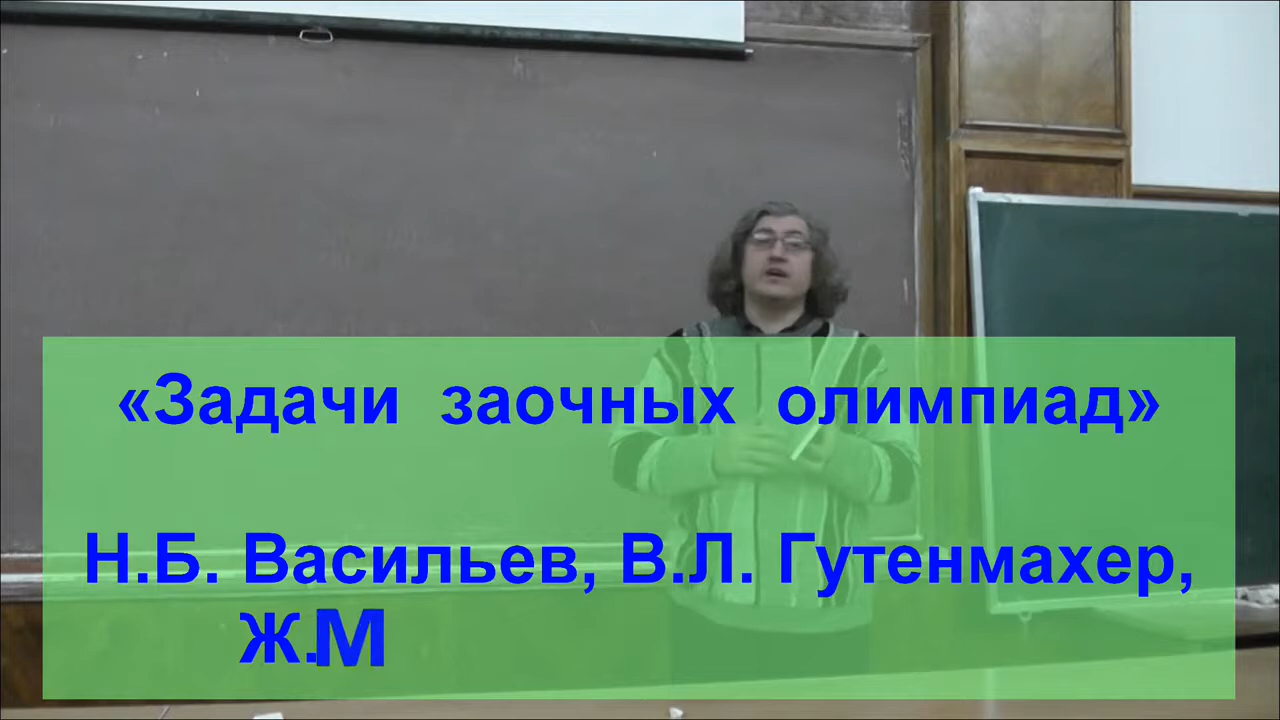 «Задачи заочных олимпиад»
Н.Б. Васильев, В.Л. Гутенмахер,
Ж.М